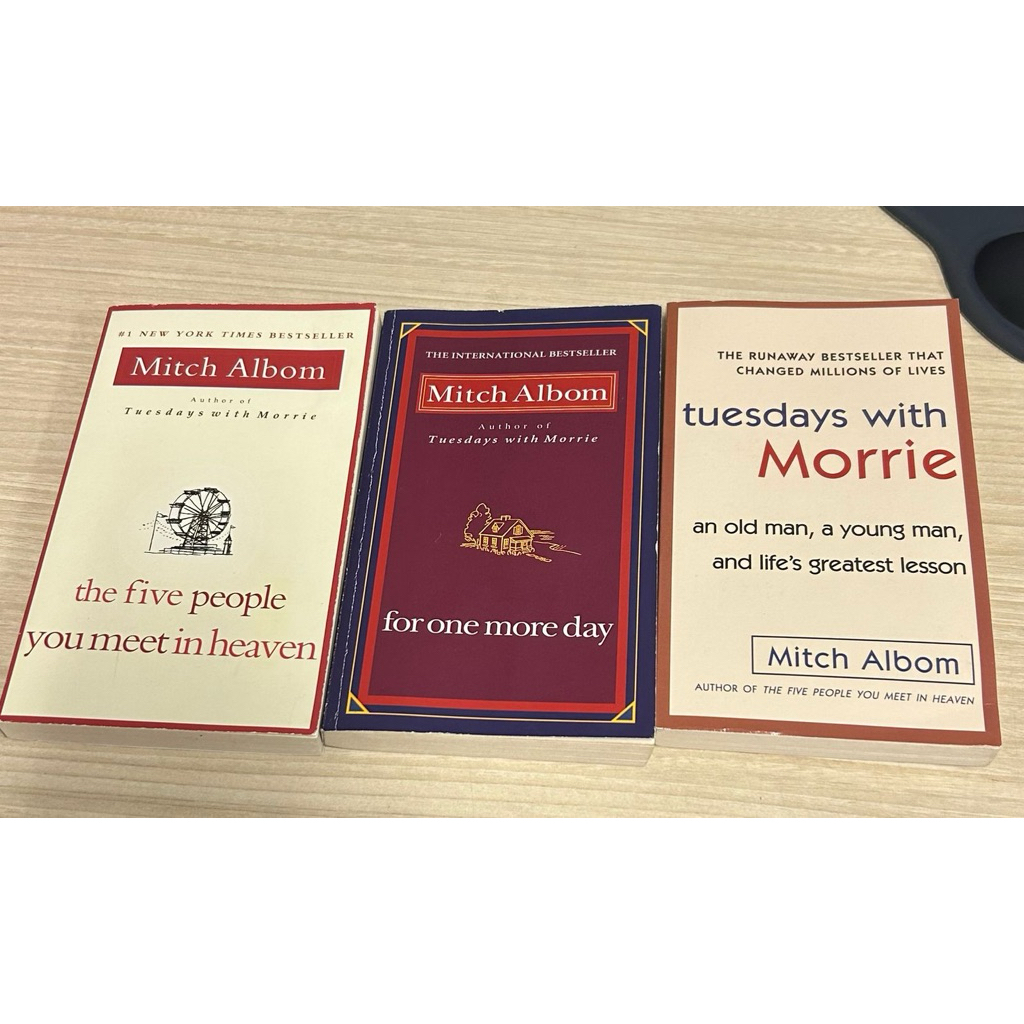 #1 NEW YORK TIMES BESTSELLER
Mitch Albom
Author of
Tuesdays with Morrie
the five people
you meet in heaven
THE INTERNATIONAL BESTSELLER
Mitch Albom
Author of
Tuesdays with Morrie
for one more day
THE RUNAWAY BESTSELLER THAT
CHANGED MILLIONS OF LIVES
tuesdays with
Morrie
an old man, a young man,
and life's greatest lesson
Mitch Albom
AUTHOR OF THE FIVE PEOPLE YOU MEET IN HEAVEN